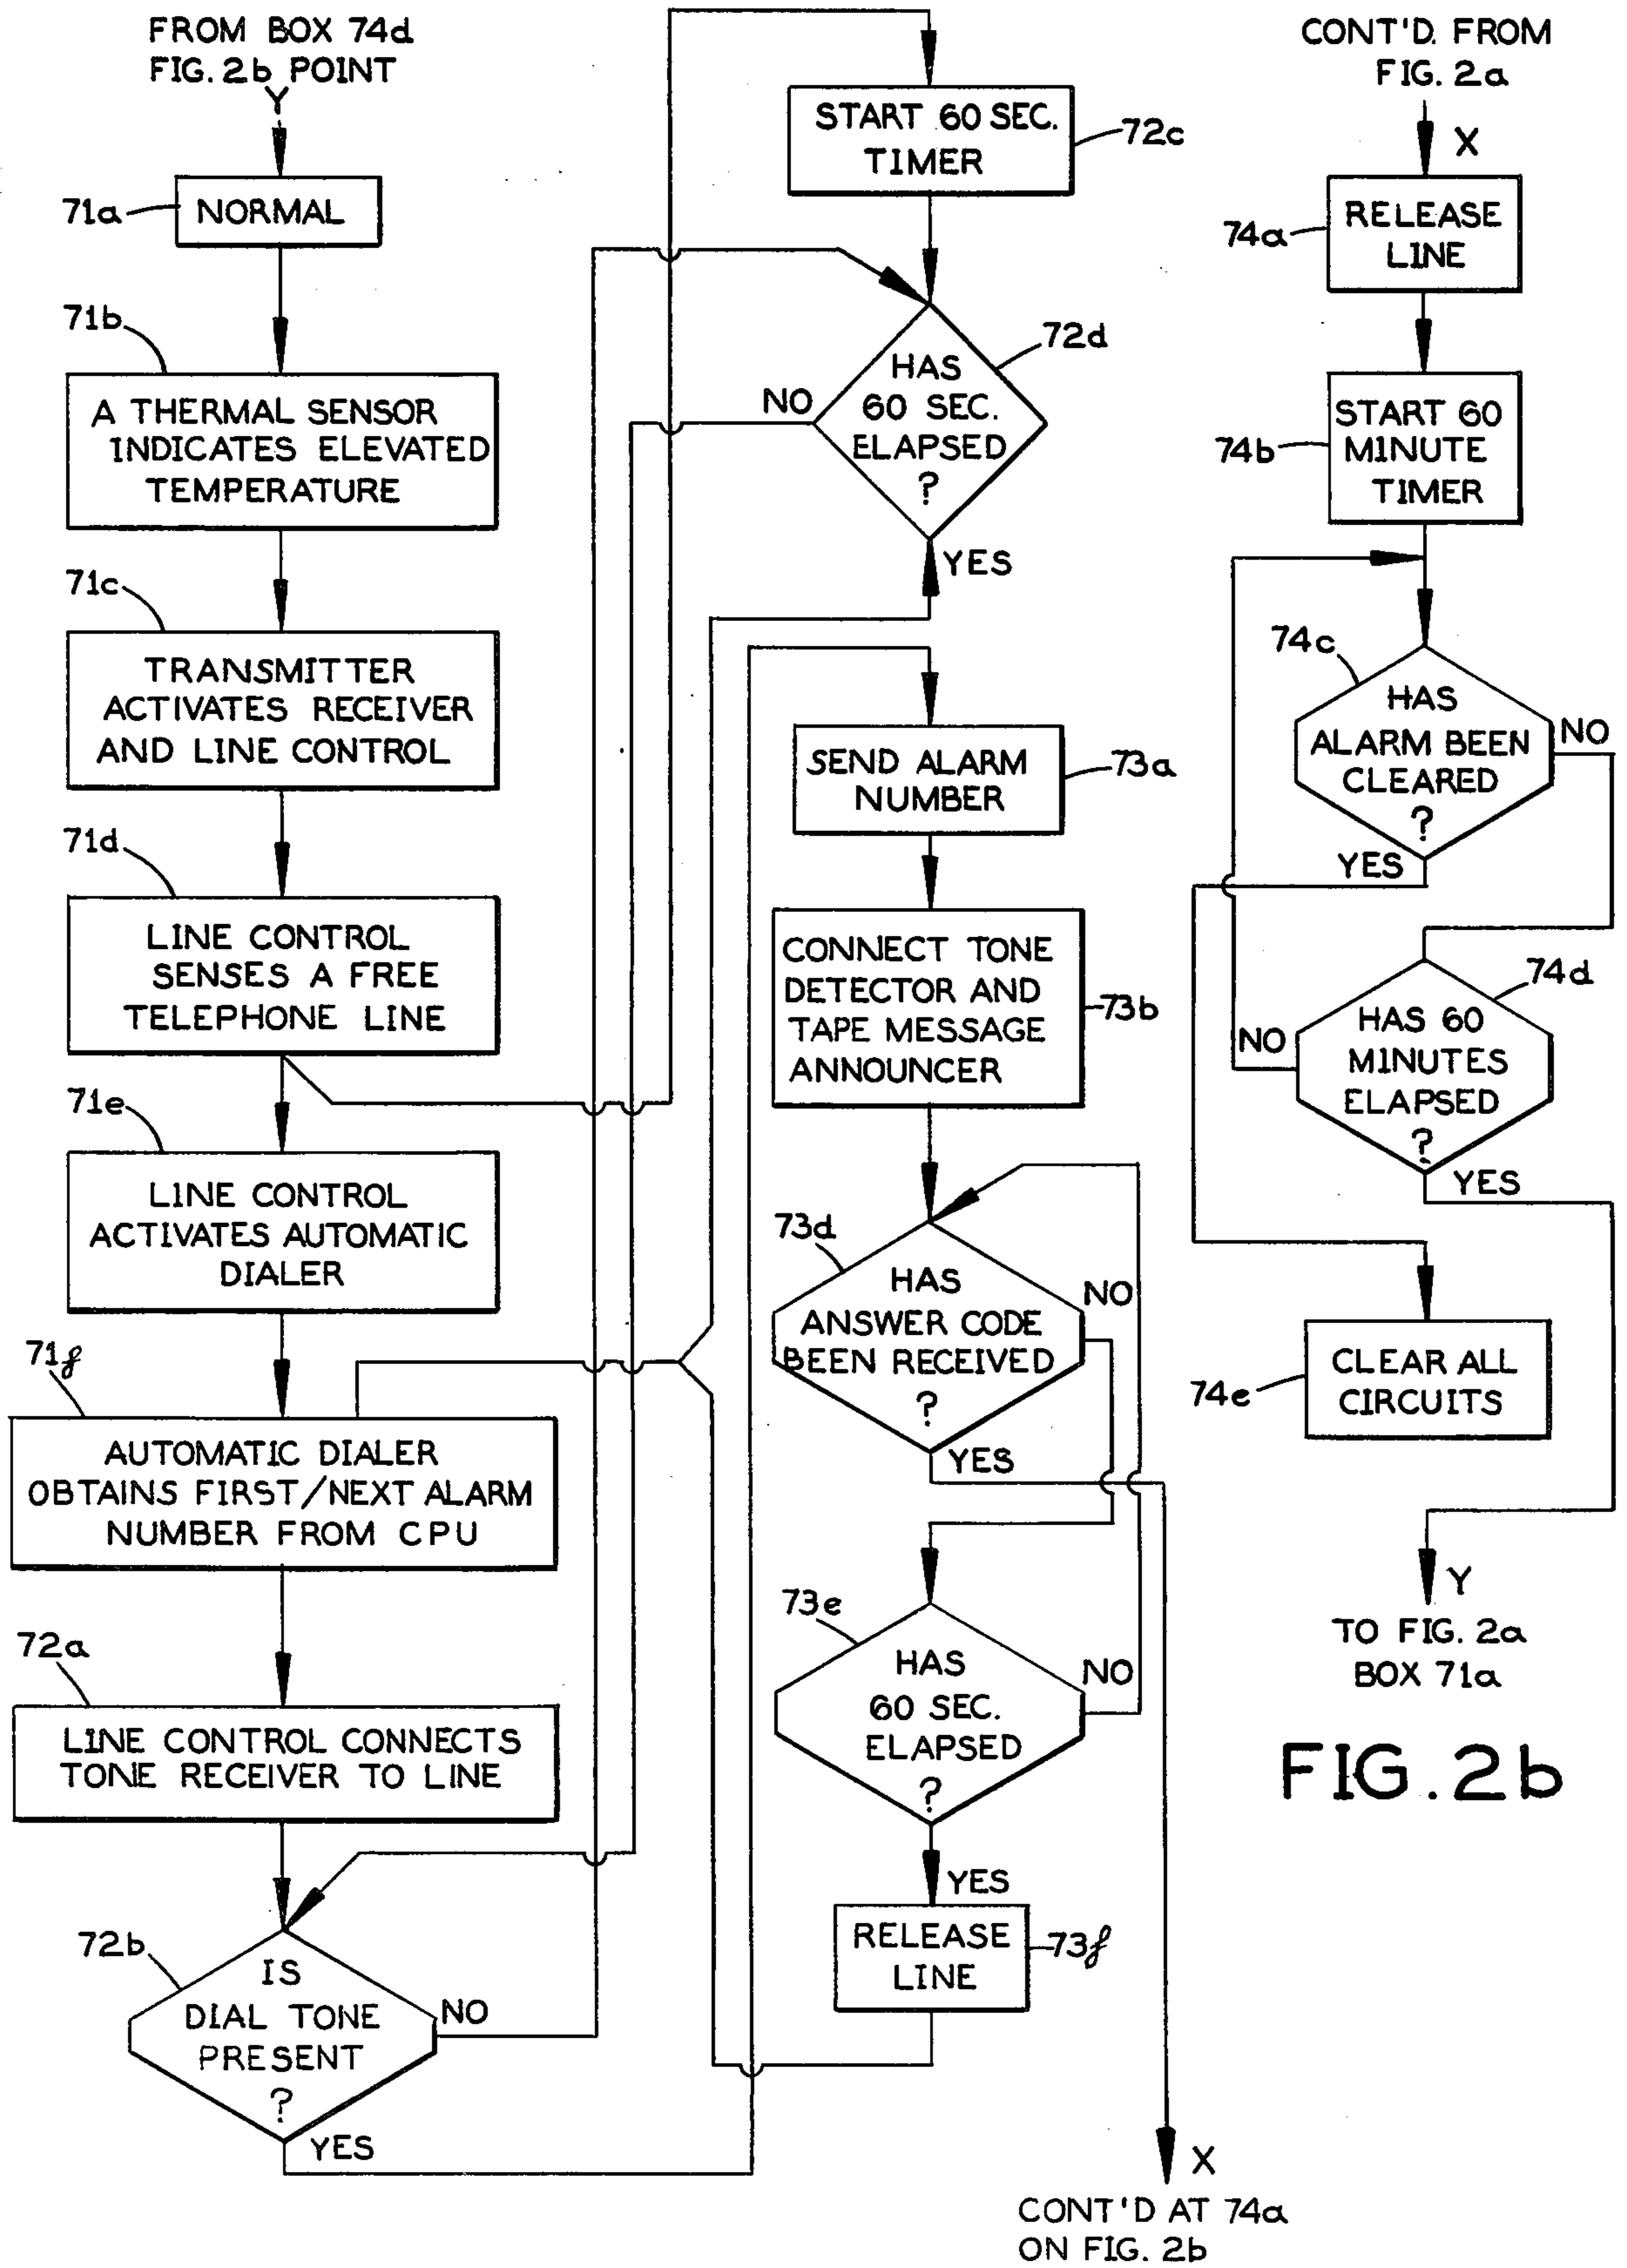 FROM BOX 74d
FIG. 2b POINT
Y
71a
NORMAL
71b
A THERMAL SENSOR
INDICATES ELEVATED
TEMPERATURE
71c
TRANSMITTER
ACTIVATES RECEIVER
AND LINE CONTROL
71d
LINE CONTROL
SENSES A FREE
TELEPHONE LINE
71e
LINE CONTROL
ACTIVATES AUTOMATIC
DIALER
71f
AUTOMATIC DIALER
OBTAINS FIRST/NEXT ALARM
NUMBER FROM CPU
72a
LINE CONTROL CONNECTS
TONE RECEIVER TO LINE
72b
IS
DIAL TONE
PRESENT
?
NO
YES
START 60 SEC.
TIMER
72c
72d
HAS
60 SEC.
ELAPSED
?
NO
YES
SEND ALARM
NUMBER
73a
CONNECT TONE
DETECTOR AND
TAPE MESSAGE
ANNOUNCER
73b
73d
HAS
ANSWER CODE
BEEN RECEIVED
?
NO
YES
73e
HAS
60 SEC.
ELAPSED
?
NO
YES
RELEASE
LINE
73f
X
CONT'D AT 74a
ON FIG. 2b
CONT'D. FROM
FIG. 2a
X
74a
RELEASE
LINE
74b
START 60
MINUTE
TIMER
74c
HAS
ALARM BEEN
CLEARED
?
NO
YES
74d
HAS 60
MINUTES
ELAPSED
?
NO
YES
74e
CLEAR ALL
CIRCUITS
Y
TO FIG. 2a
BOX 71a
FIG. 2b